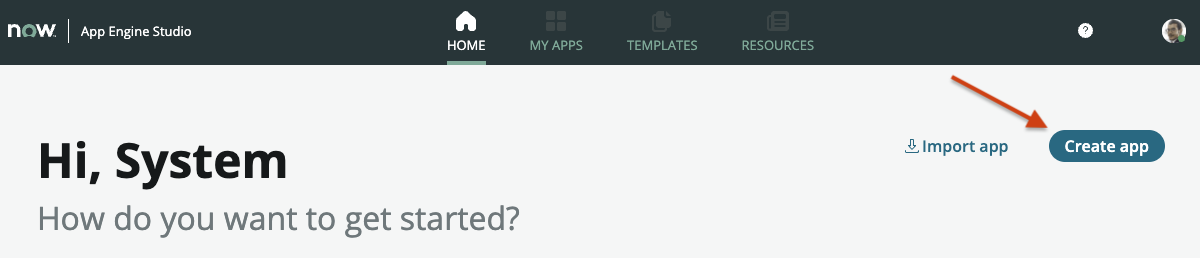 now. App Engine Studio
HOME MY APPS TEMPLATES RESOURCES
?
Import app Create app
Hi, System
How do you want to get started?